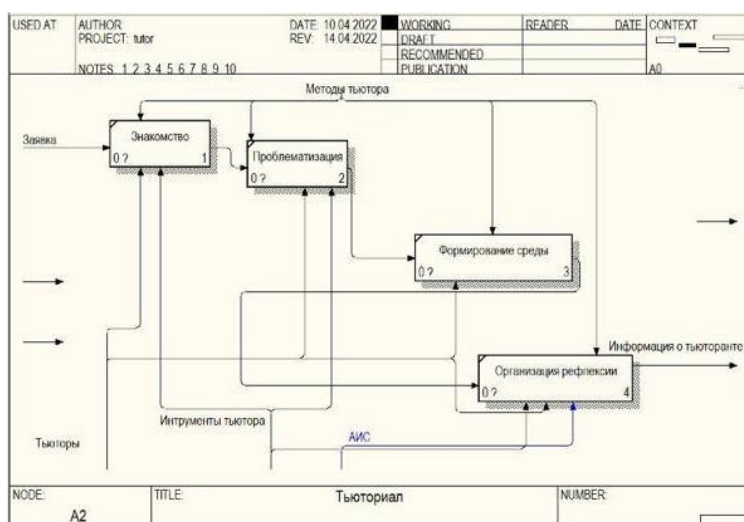 USED AT: AUTHOR: DATE: 10.04.2022 WORKING READER DATE CONTEXT
PROJECT: tutor REV: 14.04.2022 DRAFT
RECOMMENDED
NOTES: 1 2 3 4 5 6 7 8 9 10 PUBLICATION A0
Методы тьютора
Заявка
Знакомство
0 ? 1
Проблематизация
0 ? 2
Формирование среды
0 ? 3
Информация о тьюторанте
Организация рефлексии
0 ? 4
Интрументы тьютора
АИС
Тьюторы
NODE: TITLE: Тьюториал NUMBER:
A2